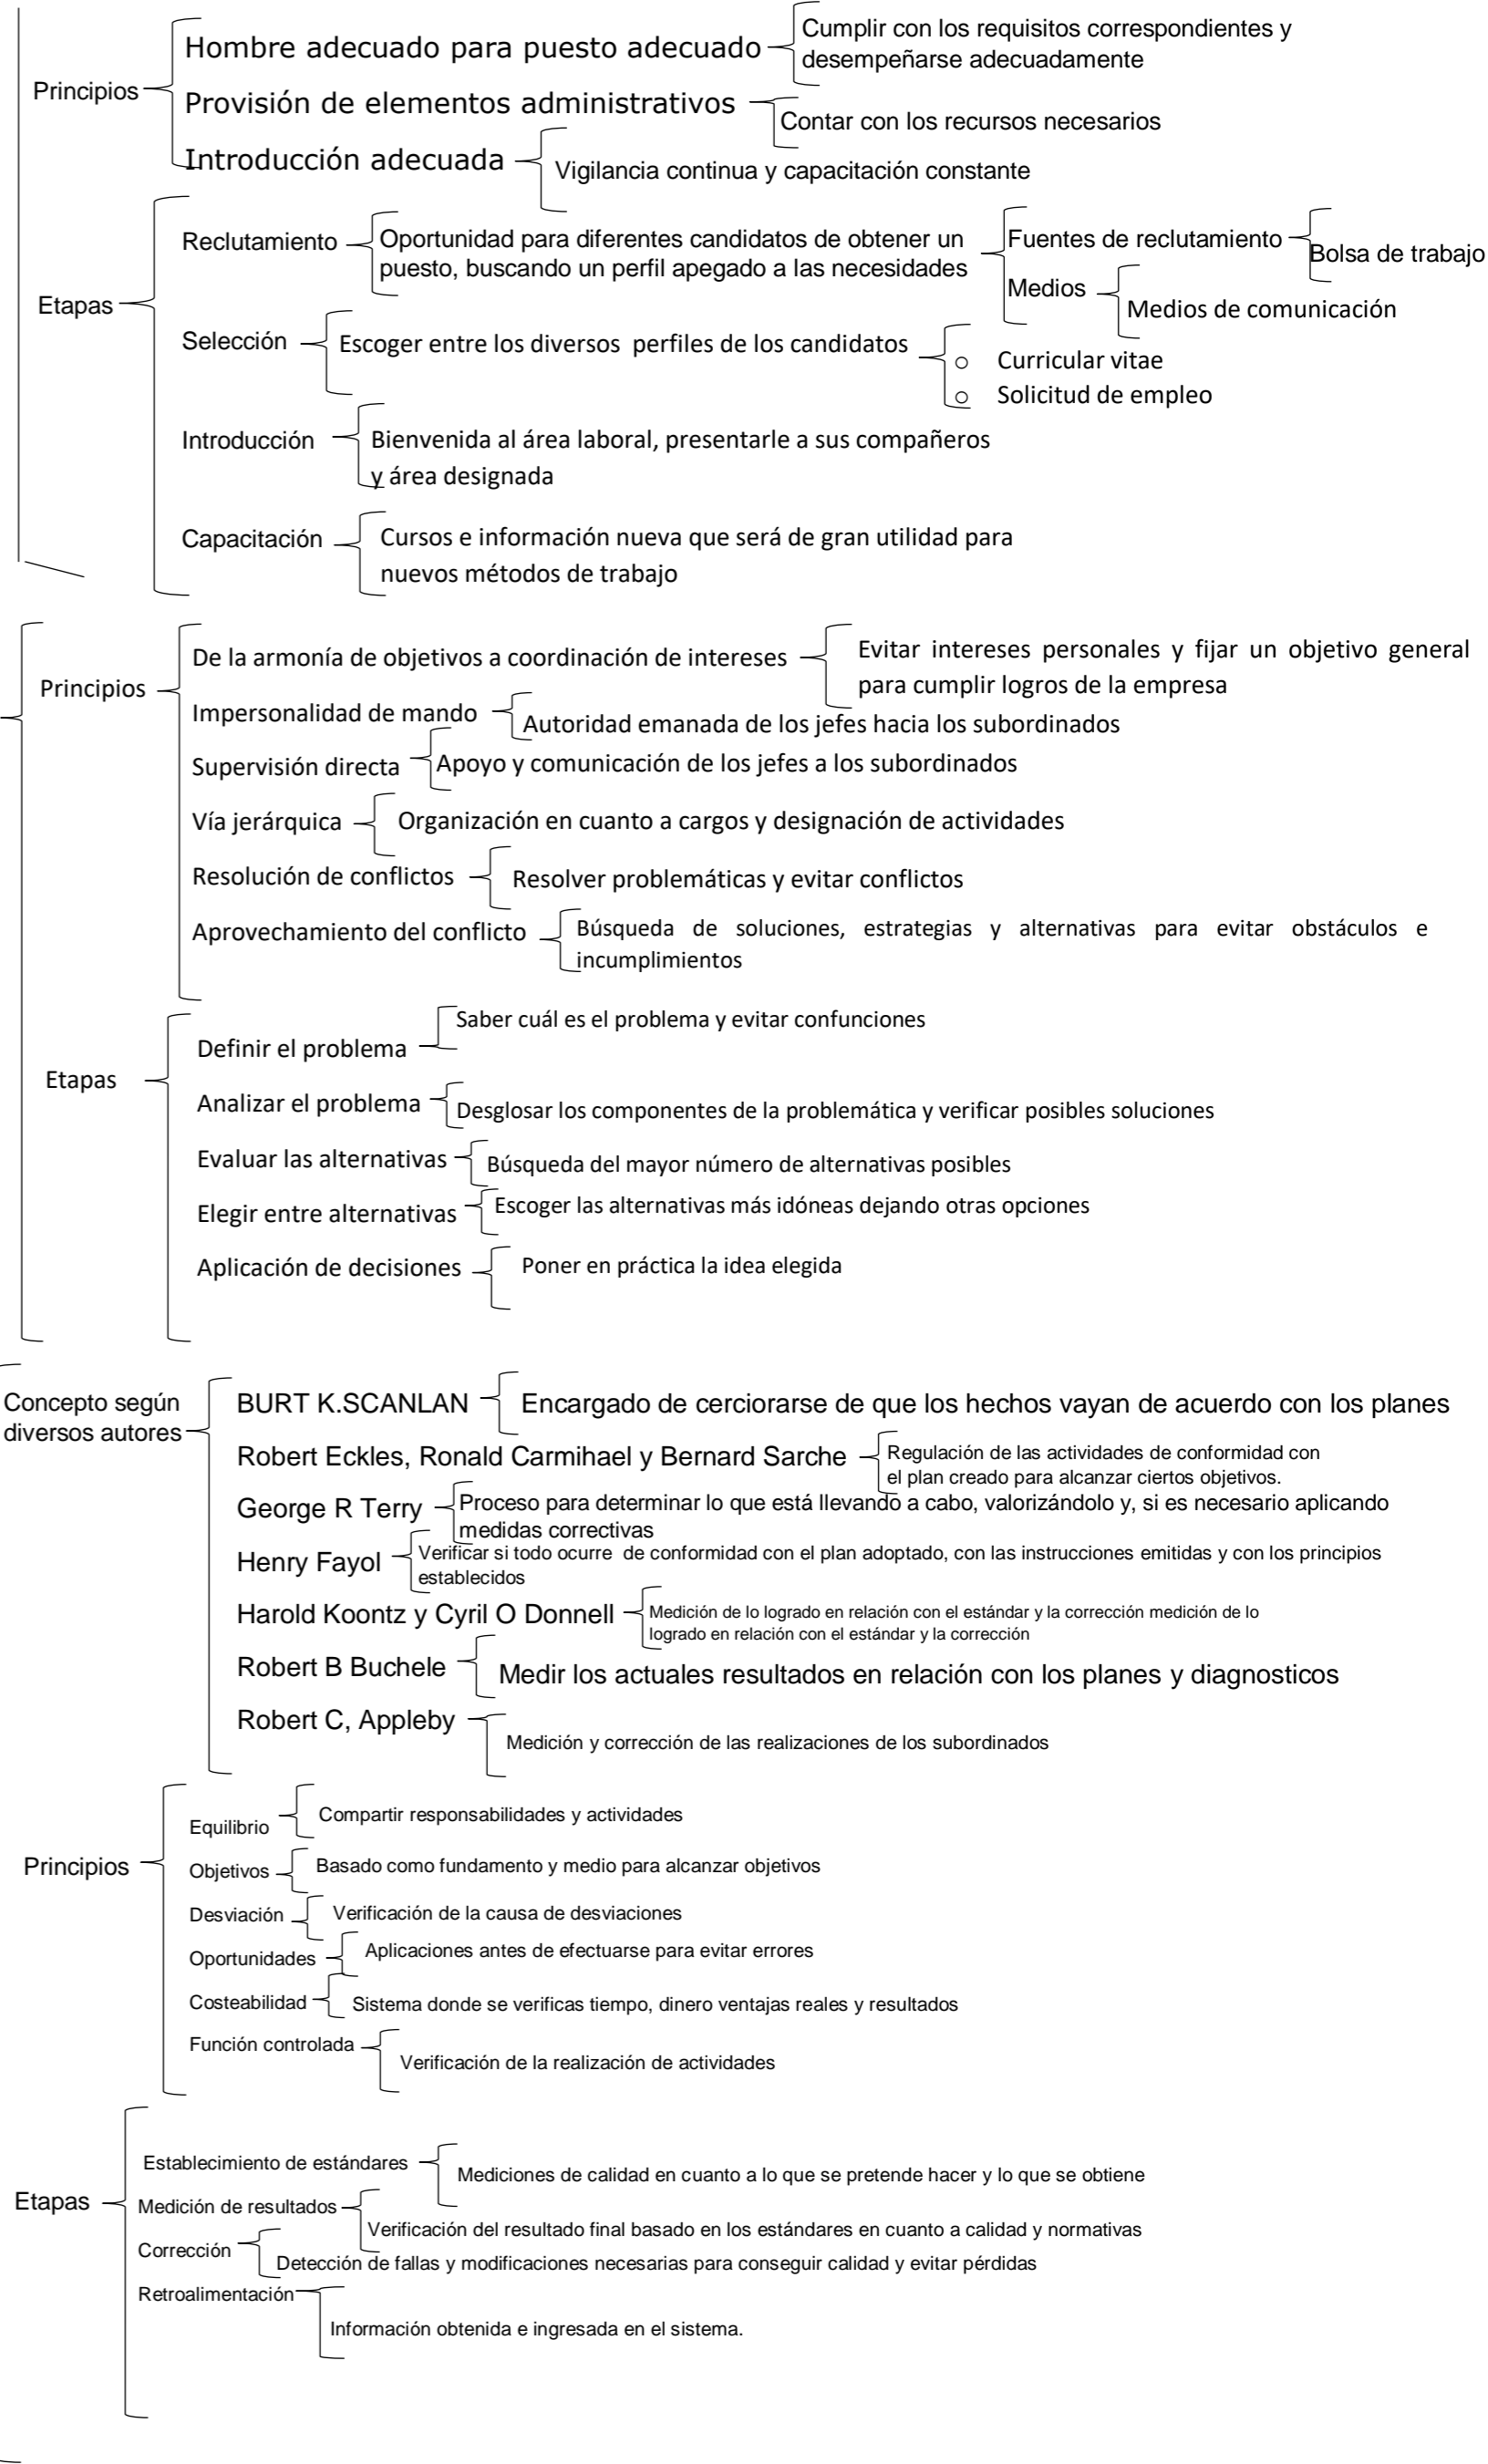 Principios
Hombre adecuado para puesto adecuado
Cumplir con los requisitos correspondientes y
desempeñarse adecuadamente
Provisión de elementos administrativos
Contar con los recursos necesarios
Introducción adecuada
Vigilancia continua y capacitación constante
Etapas
Reclutamiento
Oportunidad para diferentes candidatos de obtener un
puesto, buscando un perfil apegado a las necesidades
Fuentes de reclutamiento
Bolsa de trabajo
Medios
Medios de comunicación
Selección
Escoger entre los diversos perfiles de los candidatos
o Curricular vitae
o Solicitud de empleo
Introducción
Bienvenida al área laboral, presentarle a sus compañeros
y área designada
Capacitación
Cursos e información nueva que será de gran utilidad para
nuevos métodos de trabajo
Principios
De la armonía de objetivos a coordinación de intereses
Evitar intereses personales y fijar un objetivo general
para cumplir logros de la empresa
Impersonalidad de mando
Autoridad emanada de los jefes hacia los subordinados
Supervisión directa
Apoyo y comunicación de los jefes a los subordinados
Vía jerárquica
Organización en cuanto a cargos y designación de actividades
Resolución de conflictos
Resolver problemáticas y evitar conflictos
Aprovechamiento del conflicto
Búsqueda de soluciones, estrategias y alternativas para evitar obstáculos e
incumplimientos
Etapas
Definir el problema
Saber cuál es el problema y evitar confunciones
Analizar el problema
Desglosar los componentes de la problemática y verificar posibles soluciones
Evaluar las alternativas
Búsqueda del mayor número de alternativas posibles
Elegir entre alternativas
Escoger las alternativas más idóneas dejando otras opciones
Aplicación de decisiones
Poner en práctica la idea elegida
Concepto según
diversos autores
BURT K.SCANLAN
Encargado de cerciorarse de que los hechos vayan de acuerdo con los planes
Robert Eckles, Ronald Carmihael y Bernard Sarche
Regulación de las actividades de conformidad con
el plan creado para alcanzar ciertos objetivos.
George R Terry
Proceso para determinar lo que está llevando a cabo, valorizándolo y, si es necesario aplicando
medidas correctivas
Henry Fayol
Verificar si todo ocurre de conformidad con el plan adoptado, con las instrucciones emitidas y con los principios
establecidos
Harold Koontz y Cyril O Donnell
Medición de lo logrado en relación con el estándar y la corrección medición de lo
logrado en relación con el estándar y la corrección
Robert B Buchele
Medir los actuales resultados en relación con los planes y diagnosticos
Robert C, Appleby
Medición y corrección de las realizaciones de los subordinados
Principios
Equilibrio
Compartir responsabilidades y actividades
Objetivos
Basado como fundamento y medio para alcanzar objetivos
Desviación
Verificación de la causa de desviaciones
Oportunidades
Aplicaciones antes de efectuarse para evitar errores
Costeabilidad
Sistema donde se verificas tiempo, dinero ventajas reales y resultados
Función controlada
Verificación de la realización de actividades
Etapas
Establecimiento de estándares
Mediciones de calidad en cuanto a lo que se pretende hacer y lo que se obtiene
Medición de resultados
Verificación del resultado final basado en los estándares en cuanto a calidad y normativas
Corrección
Detección de fallas y modificaciones necesarias para conseguir calidad y evitar pérdidas
Retroalimentación
Información obtenida e ingresada en el sistema.